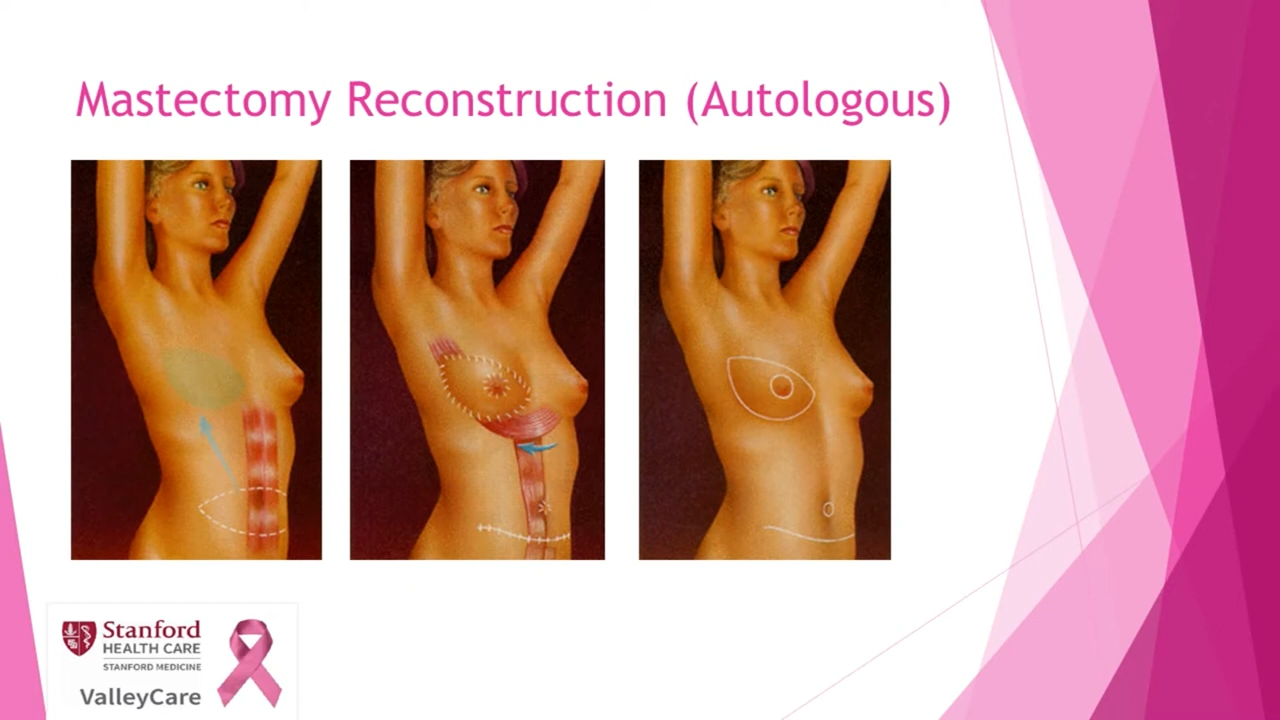 Mastectomy Reconstruction (Autologous)
Stanford
HEALTH CARE
STANFORD MEDICINE
ValleyCare